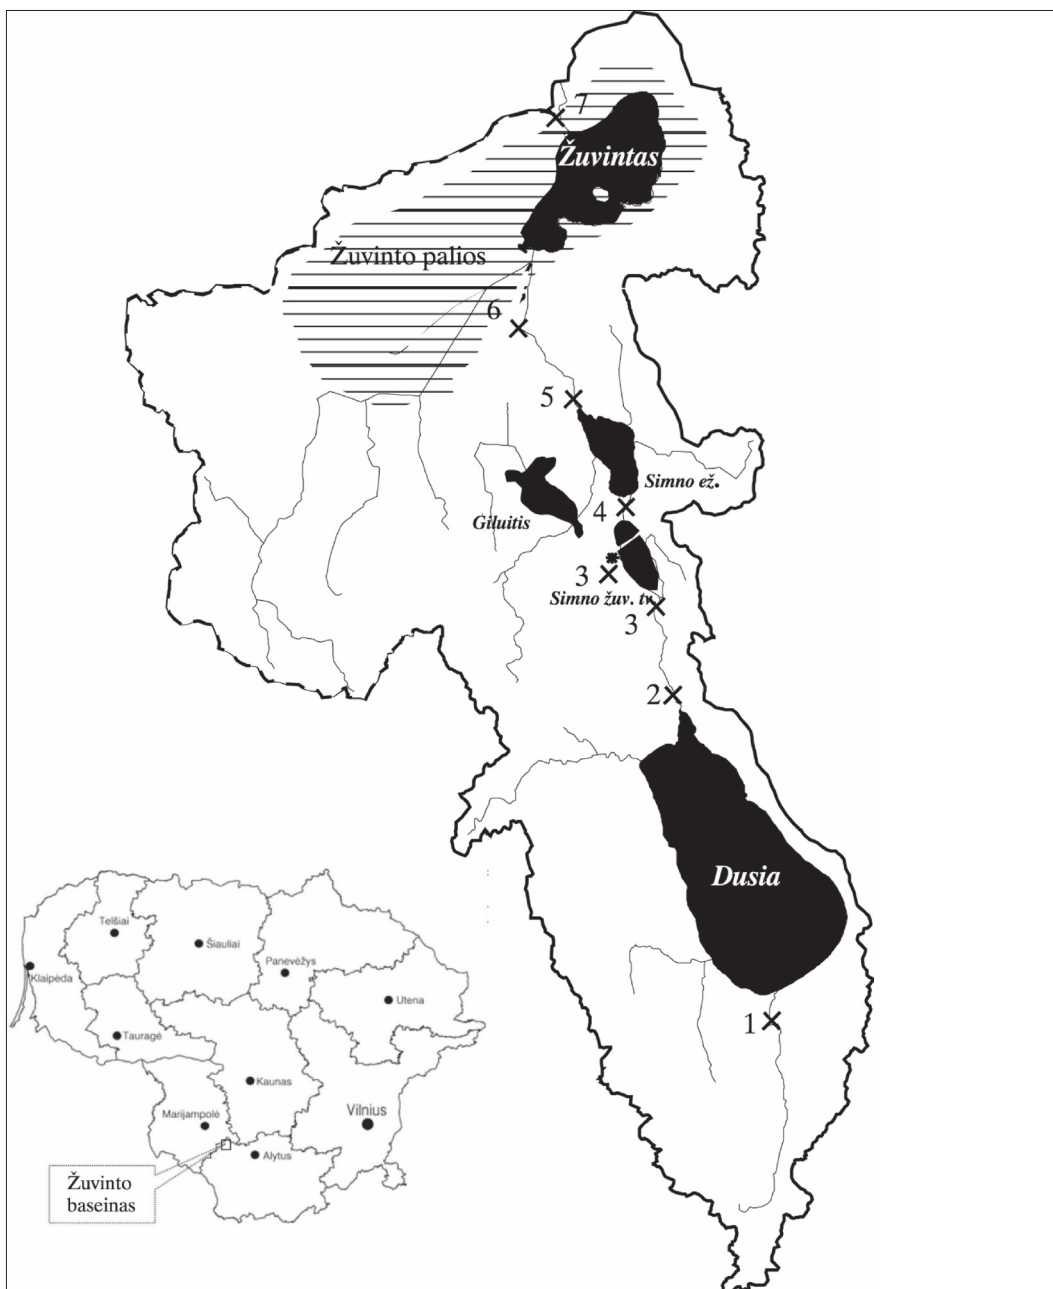 7
Žuvintas
Žuvinto palios
6
5
Simno ež.
4
Giluitis
3
Simno žuv. tv.
3
2
Dusia
1
Telšiai
Šiauliai
Klaipėda
Panevėžys
Utena
Tauragė
Kaunas
Marijampolė
Vilnius
Alytus
Žuvinto
baseinas